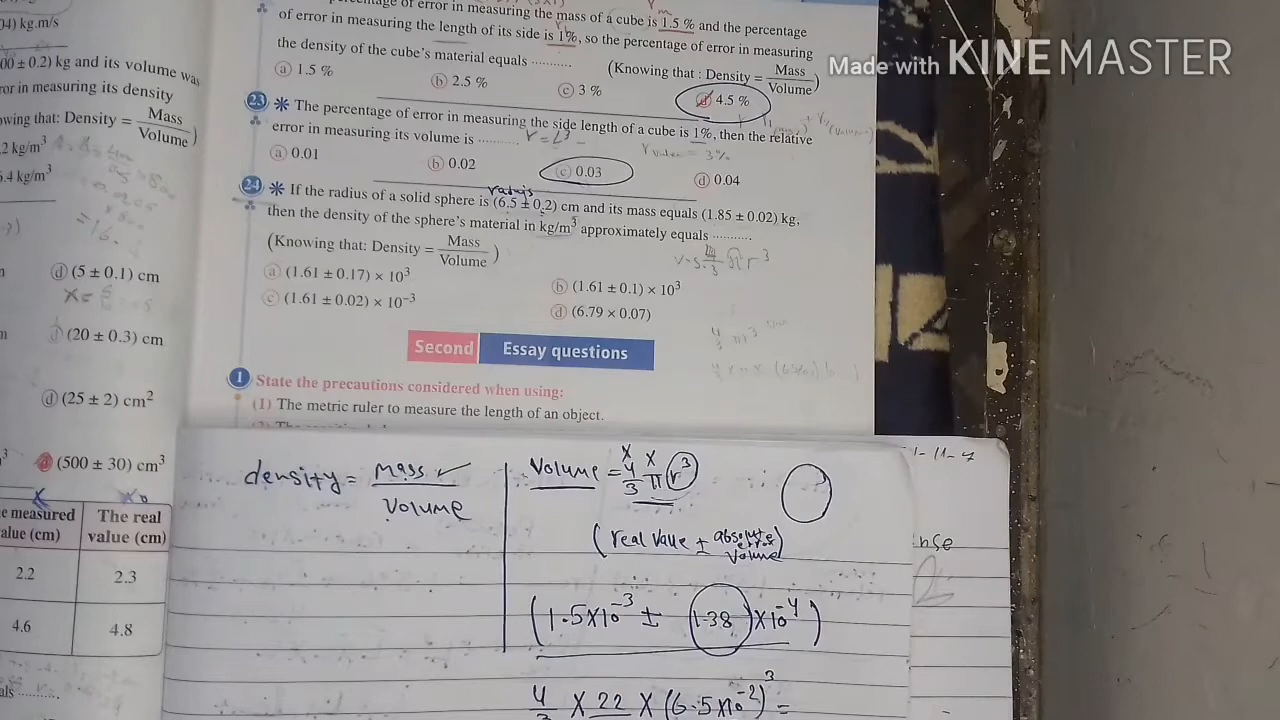 percentage of error in measuring the mass of a cube is 1.5 % and the percentage
of error in measuring the length of its side is 1%, so the percentage of error in measuring
the density of the cube's material equals ...........
(Knowing that : Density = Mass / Volume)
ⓐ 1.5 %
ⓑ 2.5 %
ⓒ 3 %
ⓓ 4.5 %
23 * The percentage of error in measuring the side length of a cube is 1%, then the relative
error in measuring its volume is ...........
ⓐ 0.01
ⓑ 0.02
ⓒ 0.03
ⓓ 0.04
24 * If the radius of a solid sphere is (6.5 ± 0.2) cm and its mass equals (1.85 ± 0.02) kg,
then the density of the sphere's material in kg/m³ approximately equals ...........
(Knowing that: Density = Mass / Volume)
ⓐ (1.61 ± 0.17) × 10³
ⓑ (1.61 ± 0.1) × 10³
ⓒ (1.61 ± 0.02) × 10⁻³
ⓓ (6.79 × 0.07)
Second Essay questions
1 State the precautions considered when using:
(1) The metric ruler to measure the length of an object.
04) kg.m/s
00 ± 0.2) kg and its volume was
ror in measuring its density
owing that: Density = Mass / Volume)
.2 kg/m³
.4 kg/m³
ⓓ (5 ± 0.1) cm
(20 ± 0.3) cm
ⓓ (25 ± 2) cm²
(500 ± 30) cm³
e measured The real
alue (cm) value (cm)
2.2 2.3
4.6 4.8
als
density = Mass / Volume
Volume = 4/3 π r³
(real value ± absolute error volume)
(1.5×10⁻³ ± 1.38 ×10⁻⁴)
4/3 × 22 × (6.5×10⁻²)³ =
Made with KINEMASTER